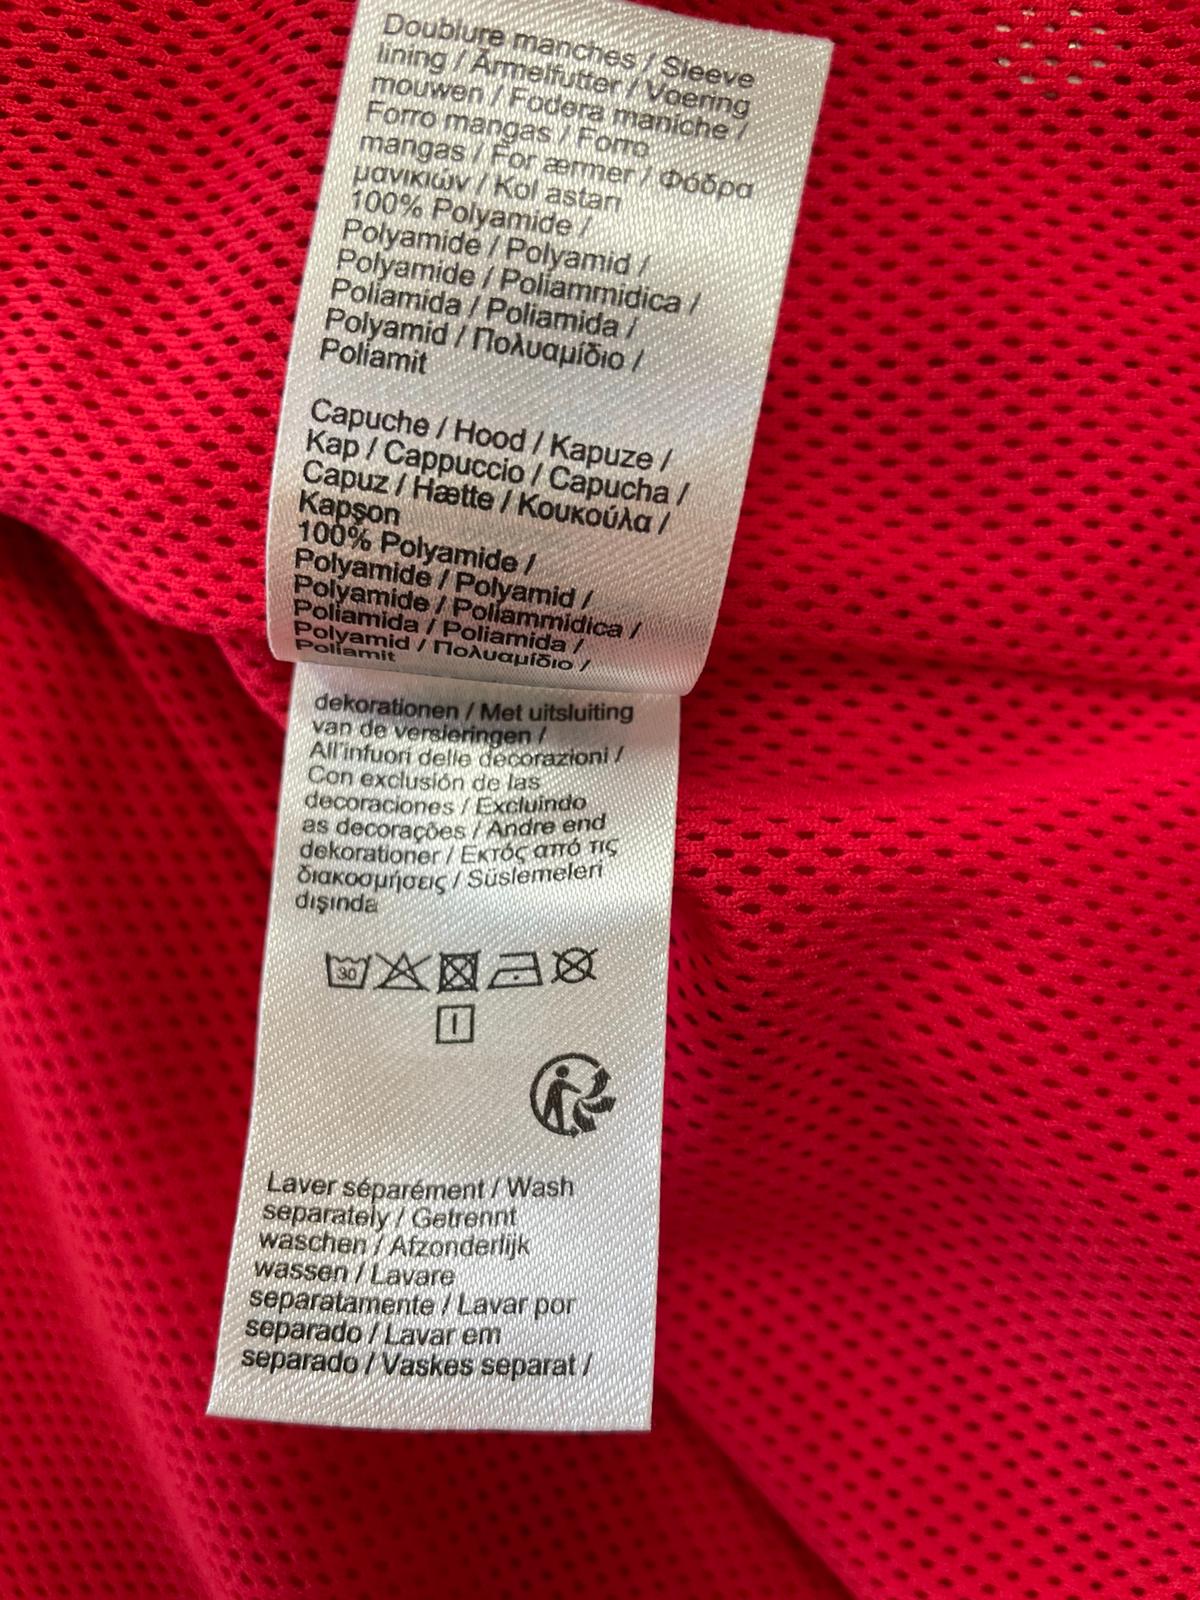 Doublure manches / Sleeve
lining / Ärmelfutter / Voering
mouwen / Fodera maniche /
Forro mangas / Forro
mangas / For ærmer / Φόδρα
μανικιών / Kol astarı
100% Polyamide /
Polyamide / Polyamid /
Polyamide / Poliammidica /
Poliamida / Poliamida /
Polyamid / Πολυαμίδιο /
Poliamit
Capuche / Hood / Kapuze /
Kap / Cappuccio / Capucha /
Capuz / Hætte / Κουκούλα /
Kapşon
100% Polyamide /
Polyamide / Polyamid /
Polyamide / Poliammidica /
Poliamida / Poliamida /
Polyamid / Πολυαμίδιο /
Poliamit
dekorationen / Met uitsluiting
van de versieringen /
All'infuori delle decorazioni /
Con exclusión de las
decoraciones / Excluindo
as decorações / Andre end
dekorationer / Εκτός από τις
διακοσμήσεις / Süslemeleri
dışında
30
Laver séparément / Wash
separately / Getrennt
waschen / Afzonderlijk
wassen / Lavare
separatamente / Lavar por
separado / Lavar em
separado / Vaskes separat /